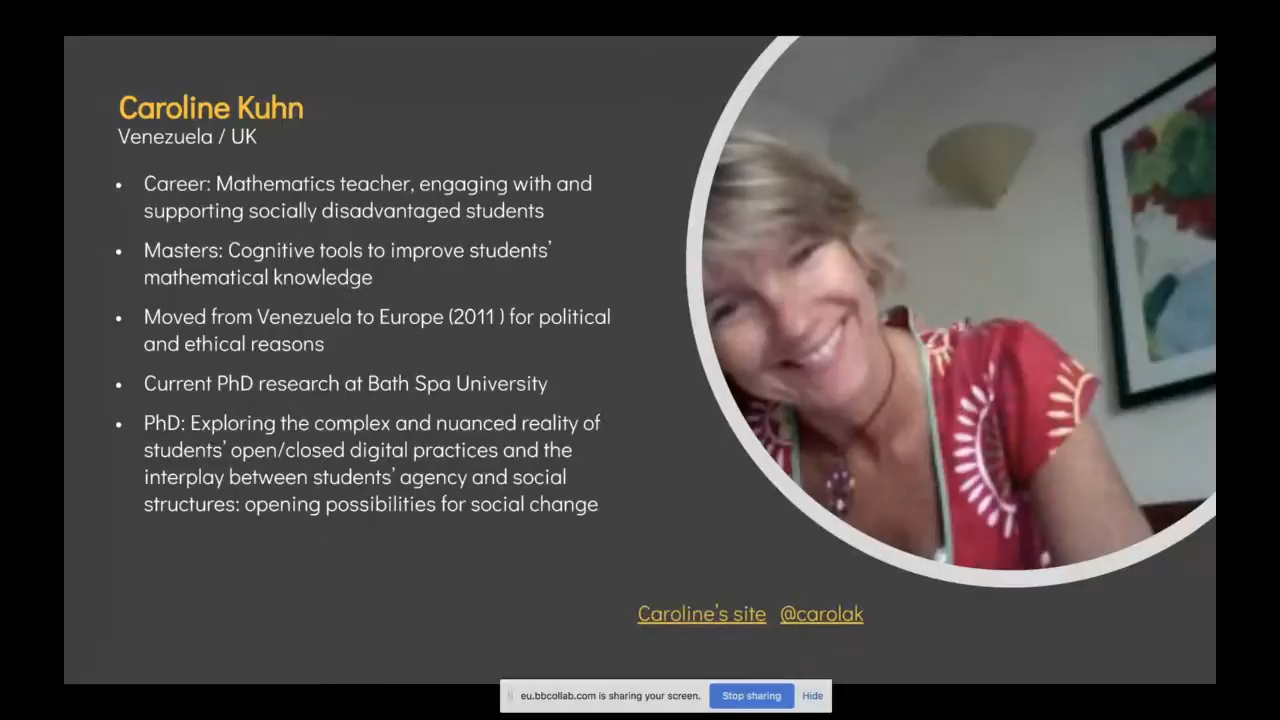 Caroline Kuhn
Venezuela / UK
• Career: Mathematics teacher, engaging with and
supporting socially disadvantaged students
• Masters: Cognitive tools to improve students’
mathematical knowledge
• Moved from Venezuela to Europe (2011 ) for political
and ethical reasons
• Current PhD research at Bath Spa University
• PhD: Exploring the complex and nuanced reality of
students’ open/closed digital practices and the
interplay between students’ agency and social
structures: opening possibilities for social change
Caroline’s site @carolak
eu.bbcollab.com is sharing your screen. Stop sharing Hide